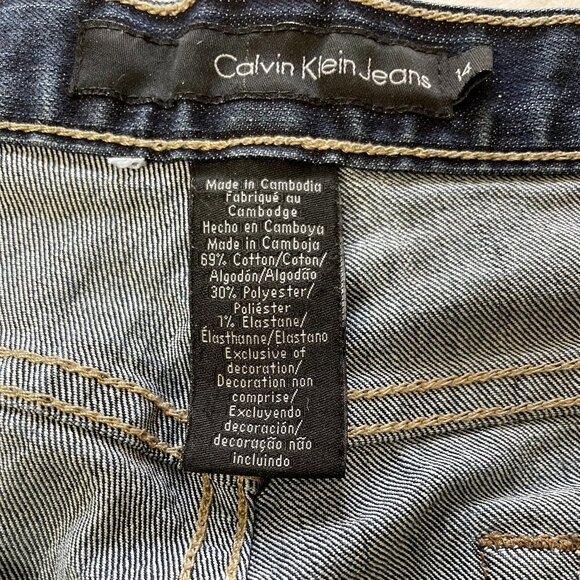 Calvin Klein Jeans
14
Made in Cambodia
Fabriqué au
Cambodge
Hecho en Camboya
Made in Camboja
69% Cotton/Coton/
Algodón/Algodão
30% Polyester/
Poliéster
1% Elastane/
Élasthanne/Elastano
Exclusive of
decoration/
Decoration non
comprise/
Excluyendo
decoración/
decoração não
incluindo